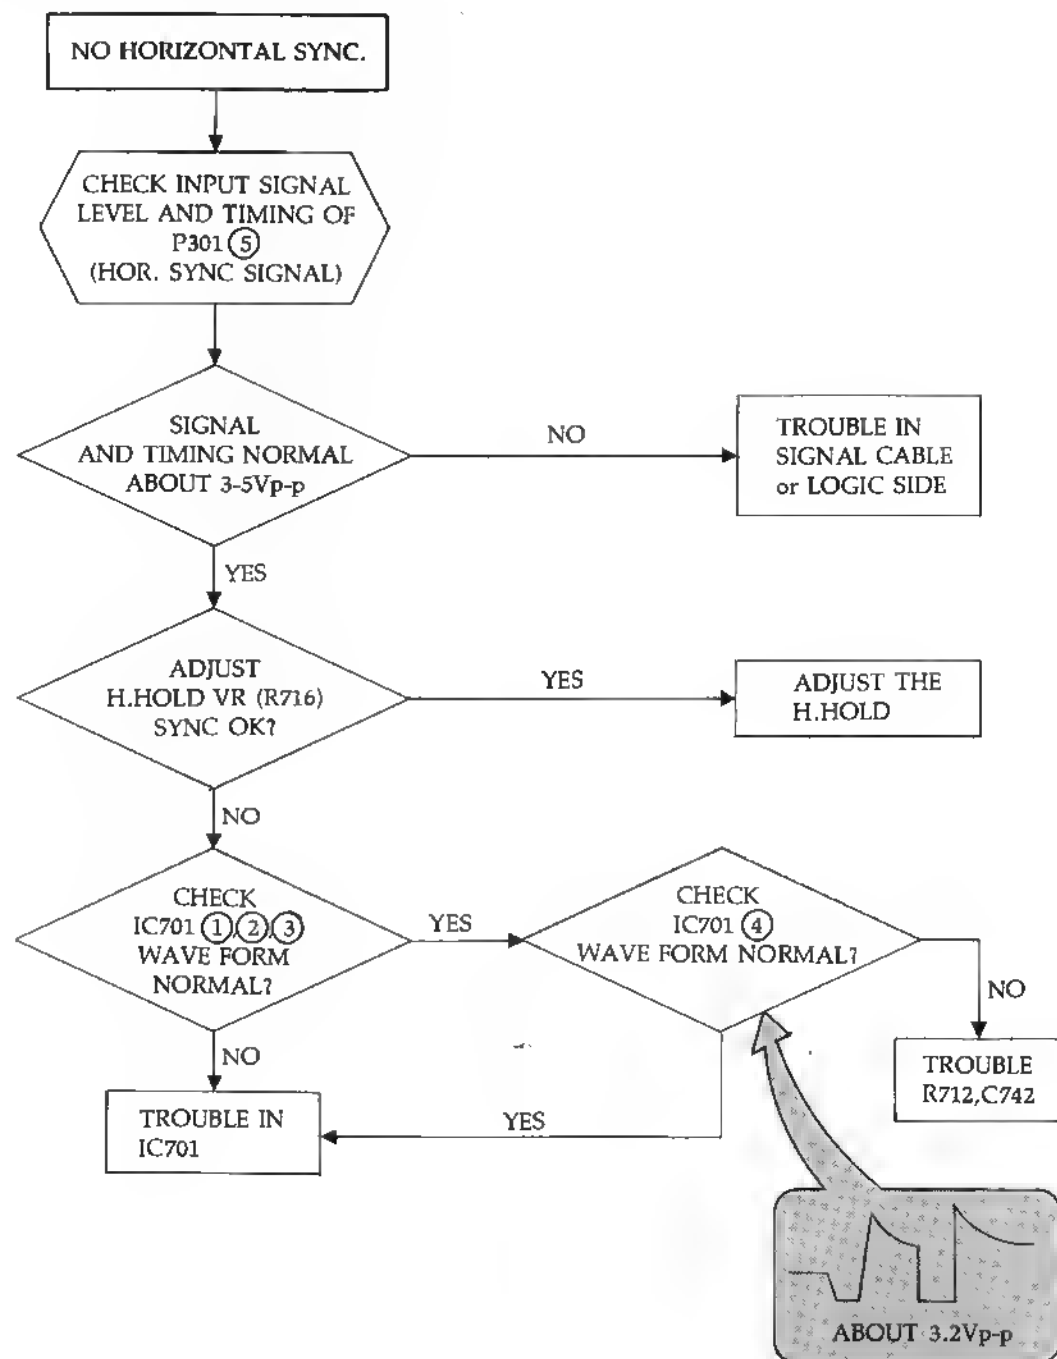 NO HORIZONTAL SYNC.
CHECK INPUT SIGNAL
LEVEL AND TIMING OF
P301 ⑤
(HOR. SYNC SIGNAL)
SIGNAL
AND TIMING NORMAL
ABOUT 3-5Vp-p
NO
TROUBLE IN
SIGNAL CABLE
or LOGIC SIDE
YES
ADJUST
H.HOLD VR (R716)
SYNC OK?
YES
ADJUST THE
H.HOLD
NO
CHECK
IC701 ①,②,③
WAVE FORM
NORMAL?
YES
CHECK
IC701 ④
WAVE FORM NORMAL?
NO
TROUBLE
R712,C742
NO
TROUBLE IN
IC701
YES
ABOUT 3.2Vp-p